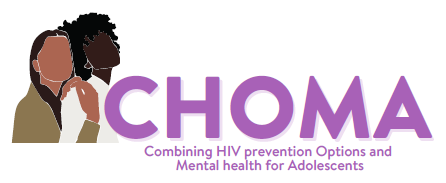 CHOMA
Combining HIV prevention Options and
Mental health for Adolescents